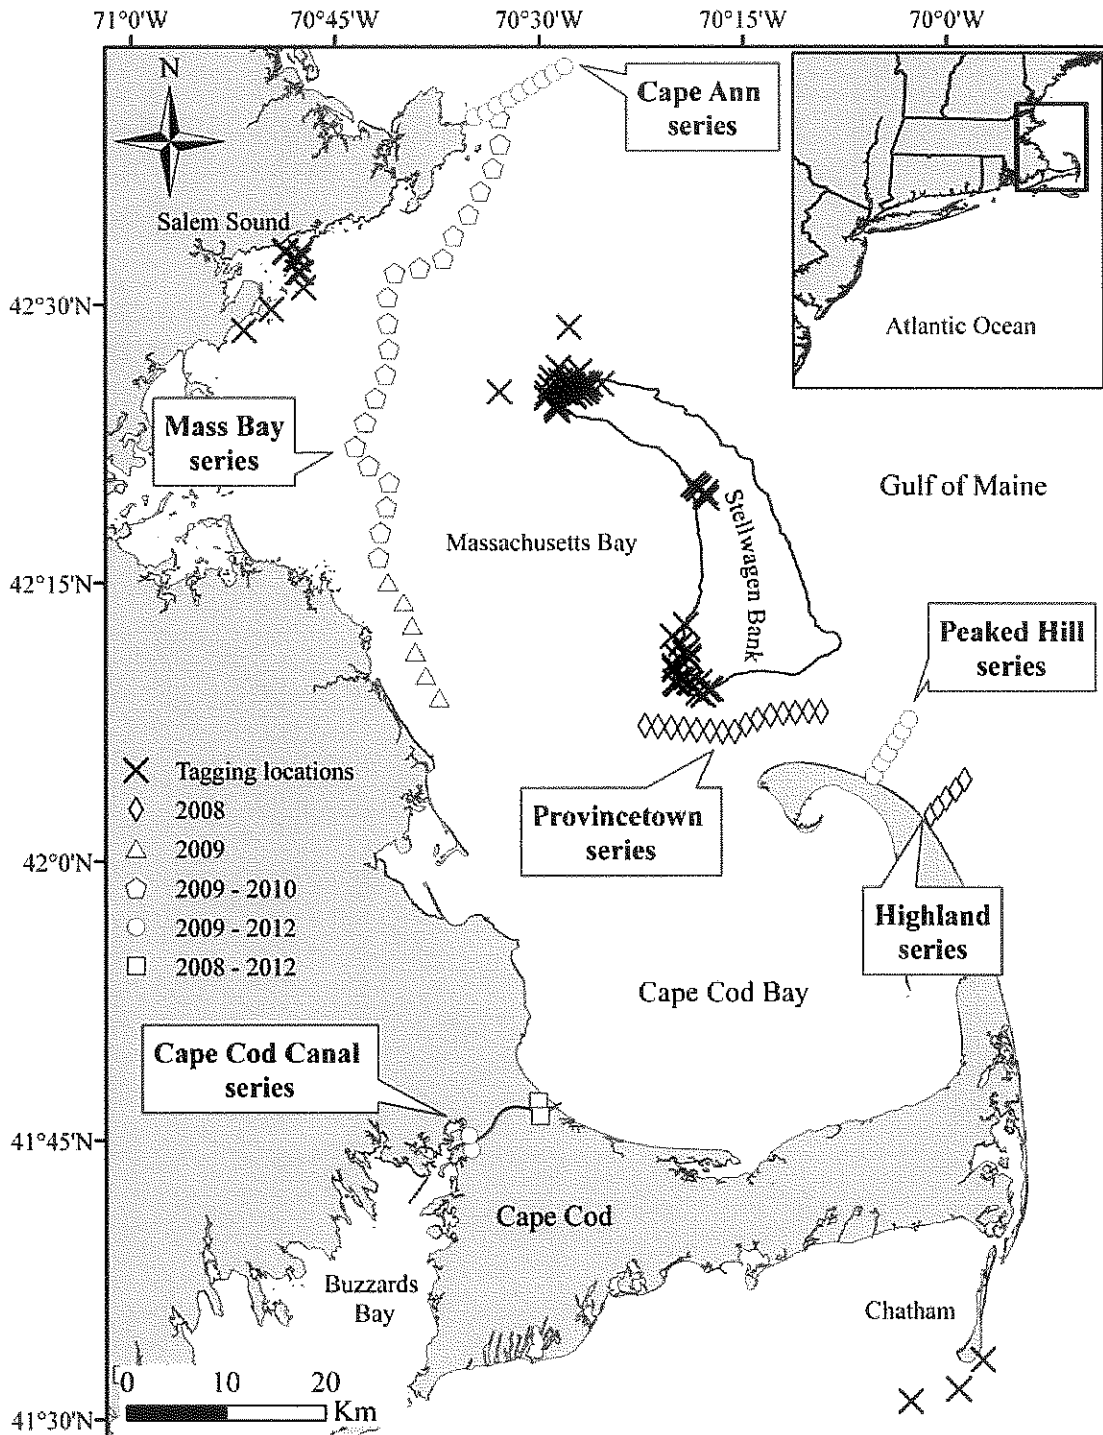 71°0'W
70°45'W
70°30'W
70°15'W
70°0'W
N
Cape Ann
series
Salem Sound
42°30'N
Atlantic Ocean
Mass Bay
series
Gulf of Maine
Massachusetts Bay
Stellwagen Bank
42°15'N
Peaked Hill
series
Tagging locations
2008
2009
2009 - 2010
2009 - 2012
2008 - 2012
Provincetown
series
42°0'N
Highland
series
Cape Cod Bay
Cape Cod Canal
series
41°45'N
Cape Cod
Buzzards
Bay
Chatham
0 10 20
Km
41°30'N